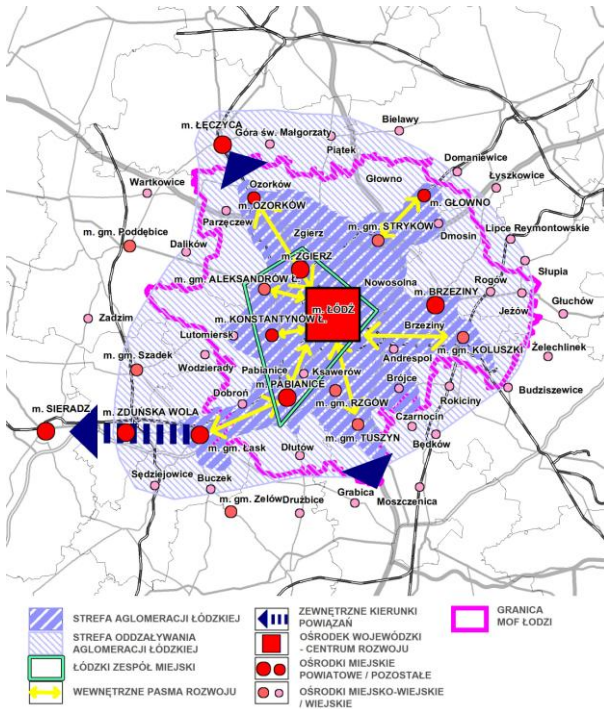 Bielawy
m. ŁĘCZYCA
Góra św. Małgorzaty
Piątek
Domaniewice
Głowno
Łyszkowice
Wartkowice
Ozorków
m. OZORKÓW
m. GŁOWNO
Parzęczew
m. gm. STRYKÓW
Dmosin
Lipce Reymontowskie
Zgierz
m. gm. Poddębice
Dalików
m. ZGIERZ
Słupia
m. gm. ALEKSANDRÓW Ł.
Nowosolna
Rogów
m. BRZEZINY
Jeżów
Zadzim
m. ŁÓDŹ
Głuchów
m. KONSTANTYNÓW Ł.
Brzeziny
Lutomiersk
m. gm. KOLUSZKI
Żelechlinek
m. gm. Szadek
Wodzierady
Andrespol
Pabianice
Ksawerów
Brójce
m. PABIANICE
Rokiciny
Budziszewice
Dobroń
m. gm. RZGÓW
m. SIERADZ
m. ZDUŃSKA WOLA
Czarnocin
m. gm. TUSZYN
Będków
m. gm. Łask
Dłutów
Sędziejowice
Buczek
Grabica
Moszczenica
m. gm. Zelów
Drużbice
STREFA AGLOMERACJI ŁÓDZKIEJ
STREFA ODDZAŁYWANIA
AGLOMERACJI ŁÓDZKIEJ
ŁÓDZKI ZESPÓŁ MIEJSKI
WEWNĘTRZNE PASMA ROZWOJU
ZEWNĘTRZNE KIERUNKI
POWIĄZAŃ
OŚRODEK WOJEWÓDZKI
- CENTRUM ROZWOJU
OŚRODKI MIEJSKIE
POWIATOWE / POZOSTAŁE
OŚRODKI MIEJSKO-WIEJSKIE
/ WIEJSKIE
GRANICA
MOF ŁODZI